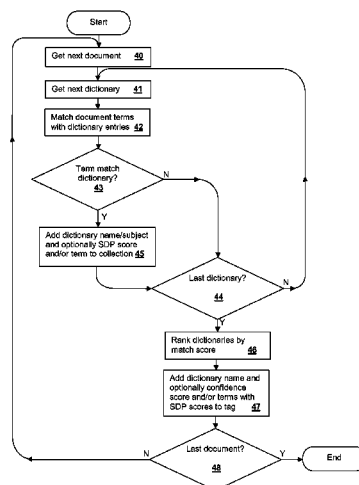 Start
Get next document 40
Get next dictionary 41
Match document terms
with dictionary entries 42
Term match
dictionary?
43
N
Y
Add dictionary name/subject
and optionally SDP score
and/or term to collection 45
Last dictionary?
44
N
Y
Rank dictionaries by
match score 46
Add dictionary name and
optionally confidence
score and/or terms with
SDP scores to tag 47
N
Last document?
48
Y
End